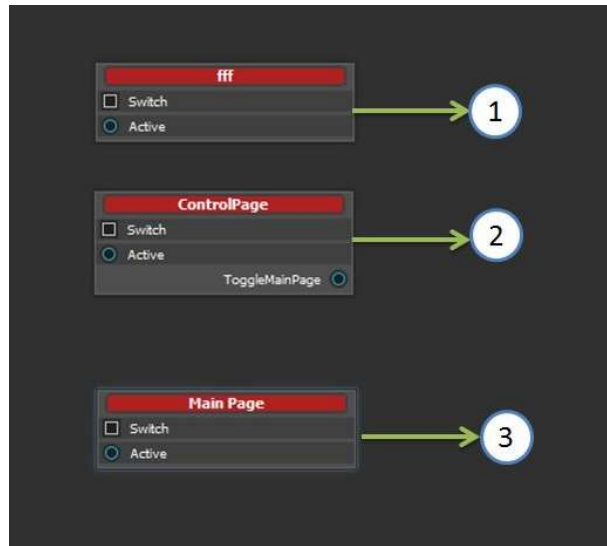 fff
Switch
Active
1
ControlPage
Switch
Active
ToggleMainPage
2
Main Page
Switch
Active
3